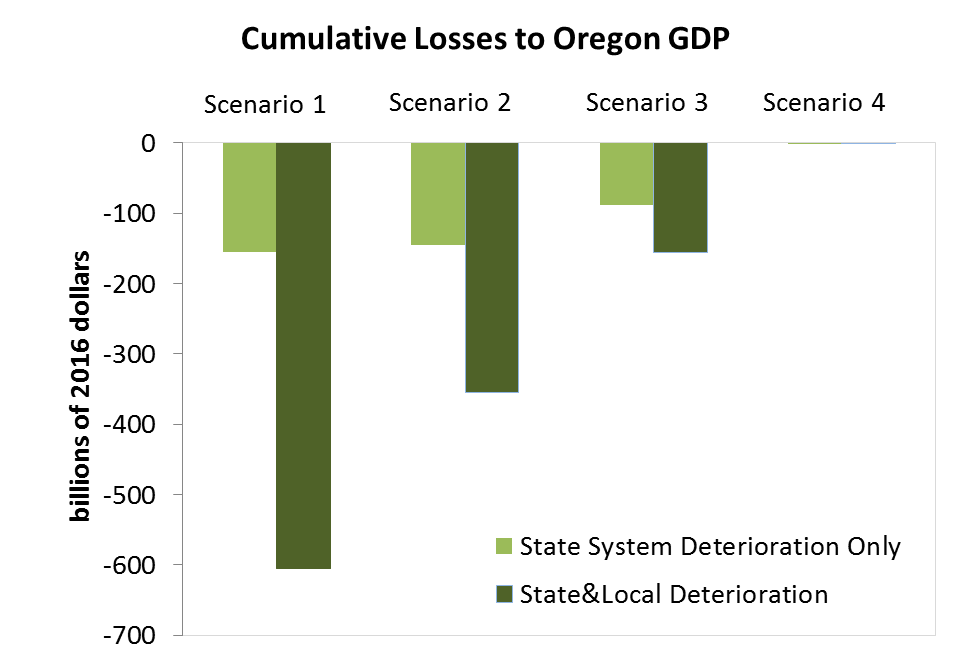 Cumulative Losses to Oregon GDP
Scenario 1 Scenario 2 Scenario 3 Scenario 4
billions of 2016 dollars
0
-100
-200
-300
-400
-500
-600
-700
State System Deterioration Only
State&Local Deterioration